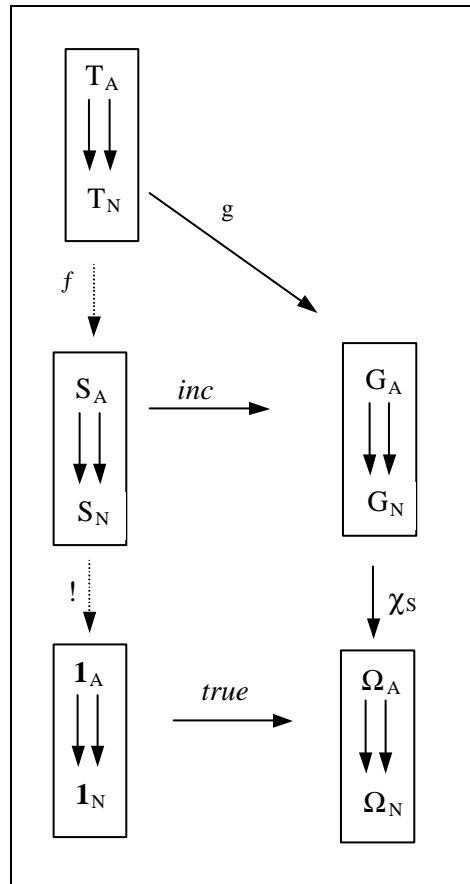 T_A
T_N
g
f
S_A inc G_A
S_N G_N
! χ_S
1_A true Ω_A
1_N Ω_N